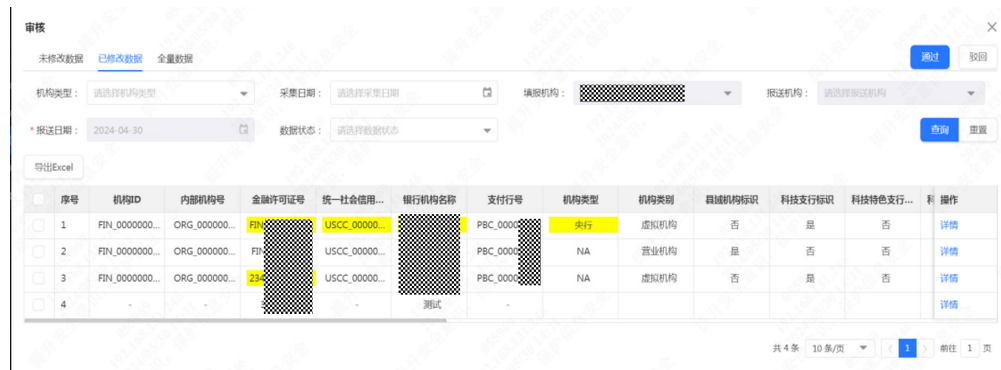 审核
未修改数据 已修改数据 全量数据 通过 驳回
机构类型： 请选择机构类型 采集日期： 请选择采集日期 填报机构： 报送机构： 请选择报送机构
* 报送日期： 2024-04-30 数据状态： 请选择数据状态 查询 重置
导出Excel
序号 机构ID 内部机构号 金融许可证号 统一社会信用... 银行机构名称 支付行号 机构类型 机构类别 县域机构标识 科技支行标识 科技特色支行... 操作
1 FIN_0000000... ORG_000000... FIN USCC_00000... PBC_0000 央行 虚拟机构 否 是 否 详情
2 FIN_0000000... ORG_000000... FIN USCC_00000... PBC_0000 NA 营业机构 是 否 否 详情
3 FIN_0000000... ORG_000000... 234 USCC_00000... PBC_0000 NA 虚拟机构 否 是 否 详情
4 - - - 测试 - 详情
共 4 条 10 条/页 1 前往 1 页